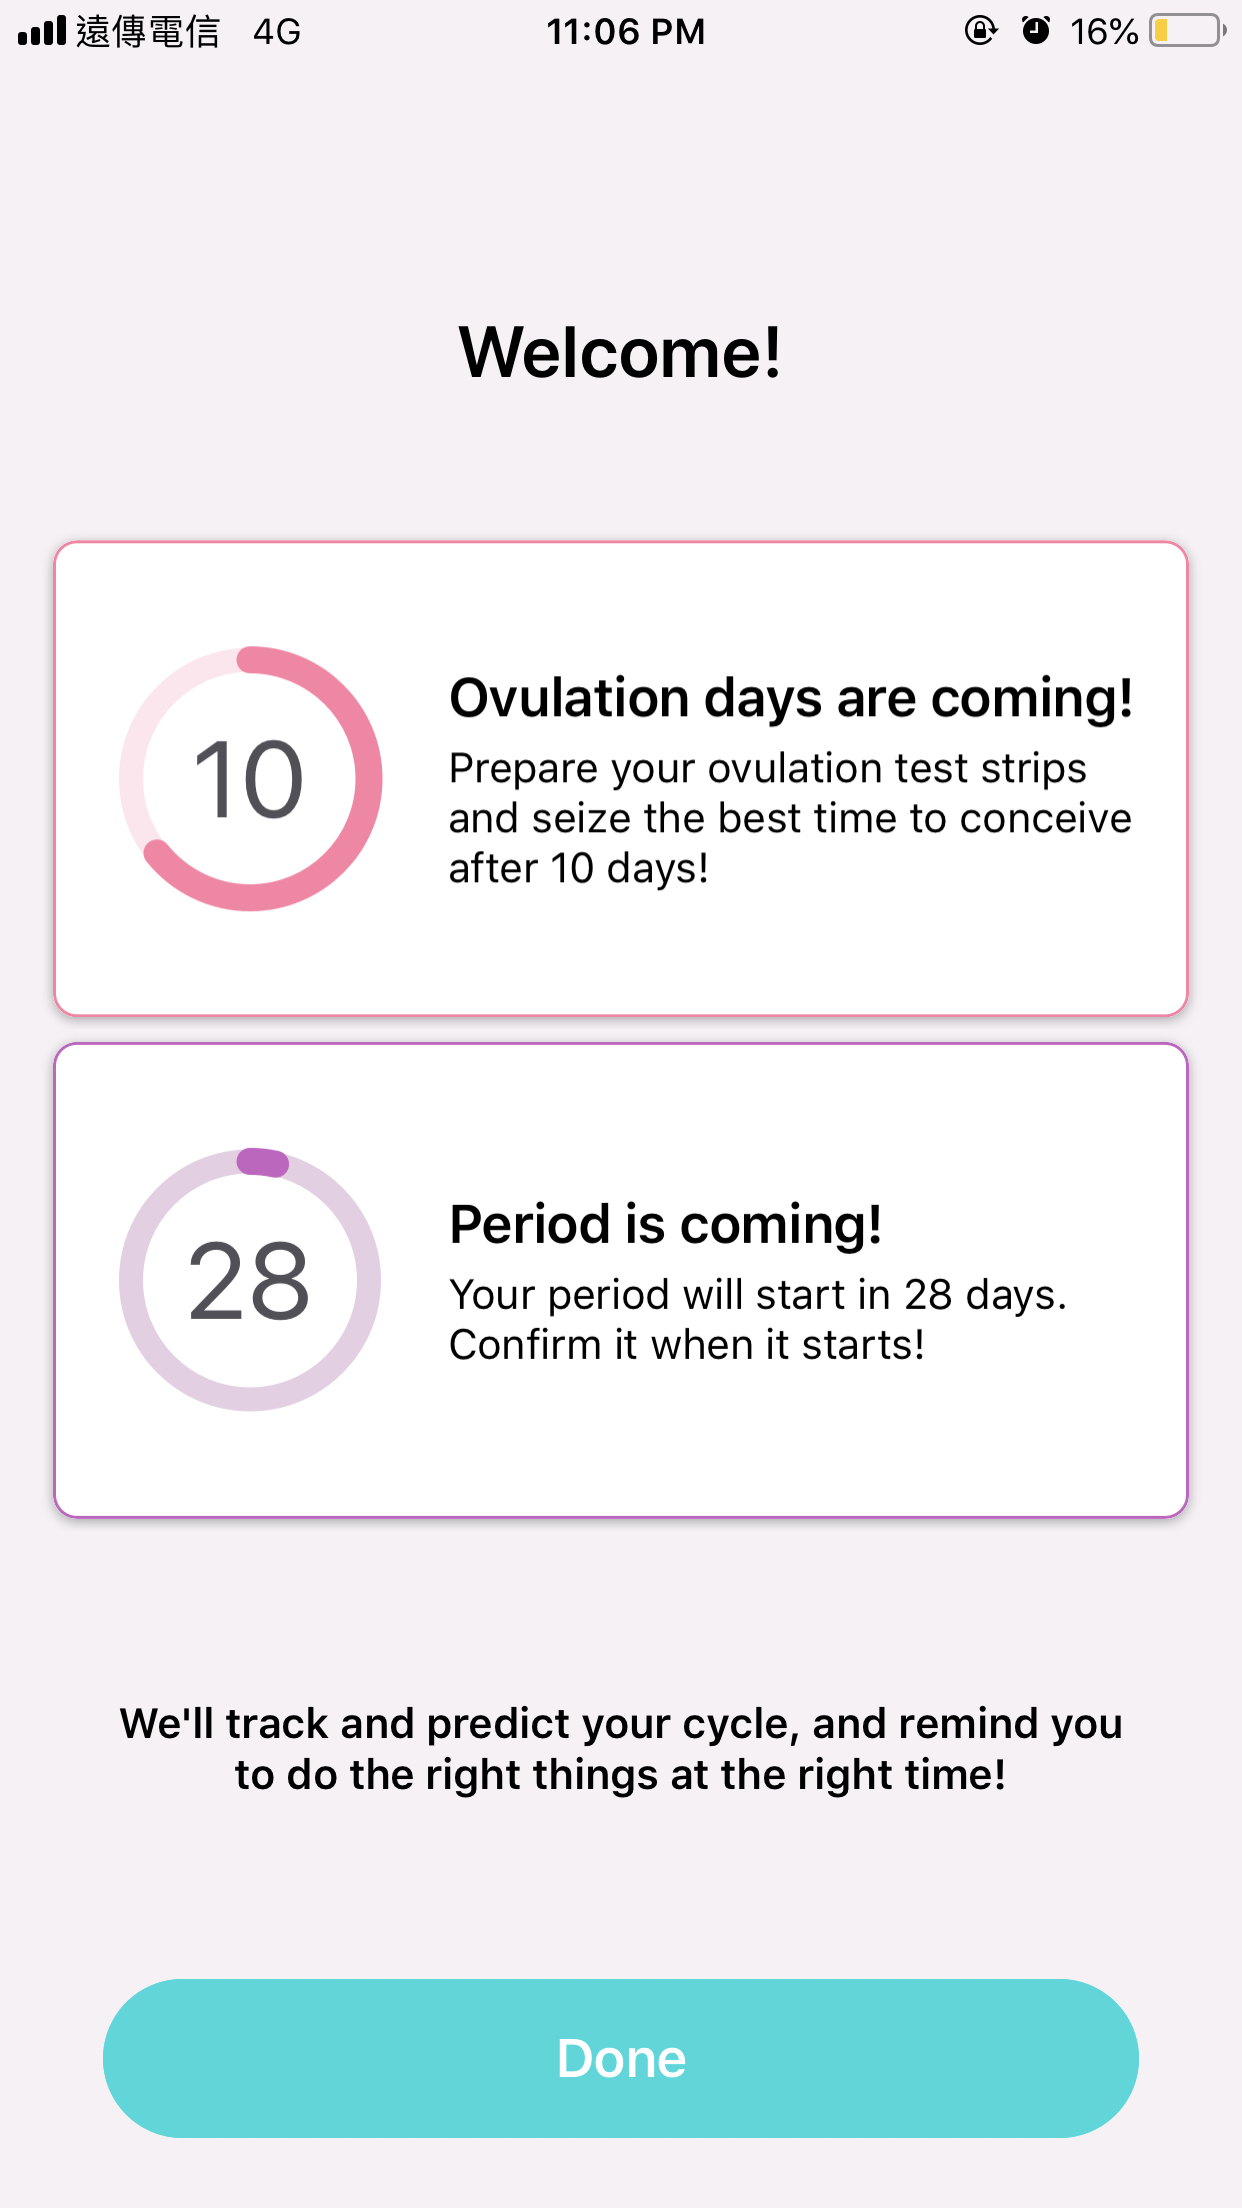 遠傳電信 4G 11:06 PM 16%
Welcome!
10
Ovulation days are coming!
Prepare your ovulation test strips
and seize the best time to conceive
after 10 days!
28
Period is coming!
Your period will start in 28 days.
Confirm it when it starts!
We'll track and predict your cycle, and remind you
to do the right things at the right time!
Done